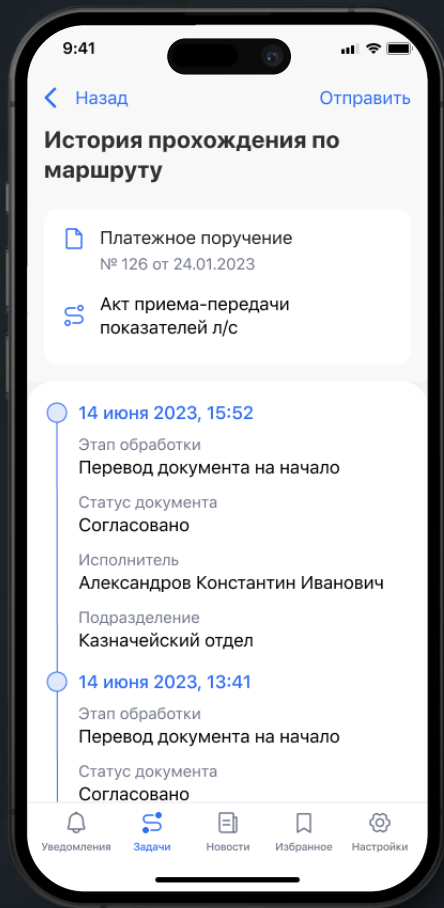 9:41
Назад
Отправить
История прохождения по
маршруту
Платежное поручение
№ 126 от 24.01.2023
Акт приема-передачи
показателей л/с
14 июня 2023, 15:52
Этап обработки
Перевод документа на начало
Статус документа
Согласовано
Исполнитель
Александров Константин Иванович
Подразделение
Казначейский отдел
14 июня 2023, 13:41
Этап обработки
Перевод документа на начало
Статус документа
Согласовано
Уведомления
Задачи
Новости
Избранное
Настройки